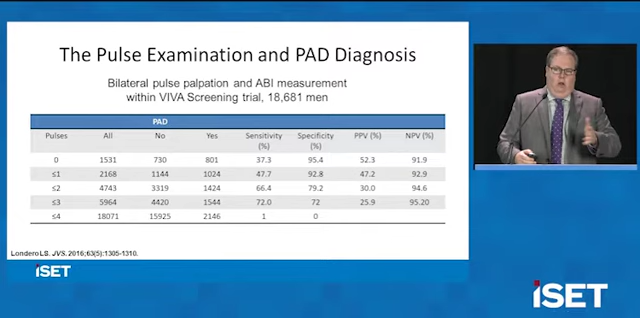 The Pulse Examination and PAD Diagnosis
Bilateral pulse palpation and ABI measurement
within VIVA Screening trial, 18,681 men
PAD
Pulses All No Yes Sensitivity (%) Specificity (%) PPV (%) NPV (%)
0 1531 730 801 37.3 95.4 52.3 91.9
≤1 2168 1144 1024 47.7 92.8 47.2 92.9
≤2 4743 3319 1424 66.4 79.2 30.0 94.6
≤3 5964 4420 1544 72.0 72 25.9 95.20
≤4 18071 15925 2146 1 0
Londero LS. JVS. 2016;63(5):1305-1310.
iSET
iSET